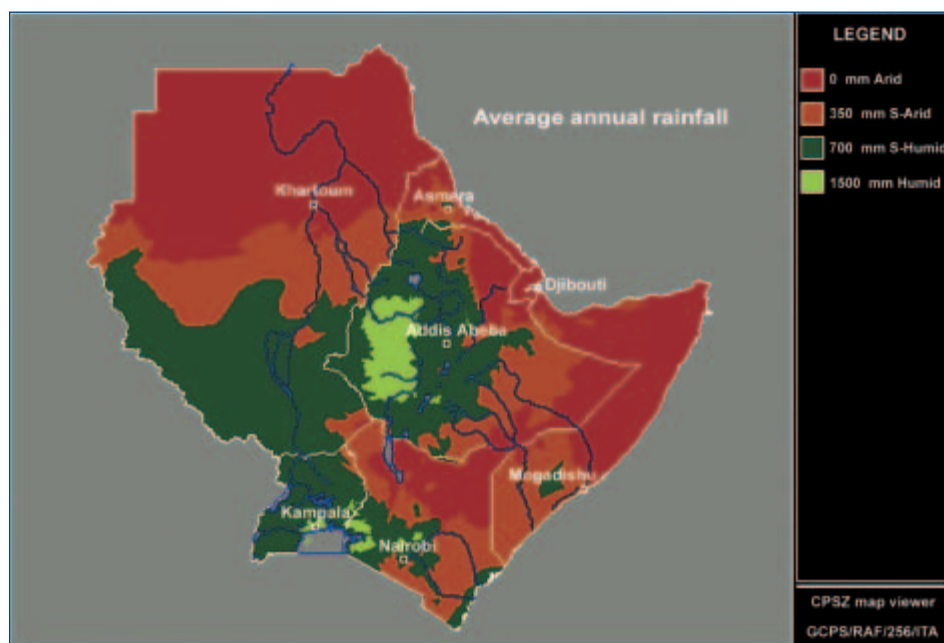 Average annual rainfall
Khartoum
Asmera
Djibouti
Addis Abeba
Mogadishu
Kampala
Nairobi
LEGEND
0 mm Arid
350 mm S-Arid
700 mm S-Humid
1500 mm Humid
CPSZ map viewer
GCPS/RAF/256/ITA